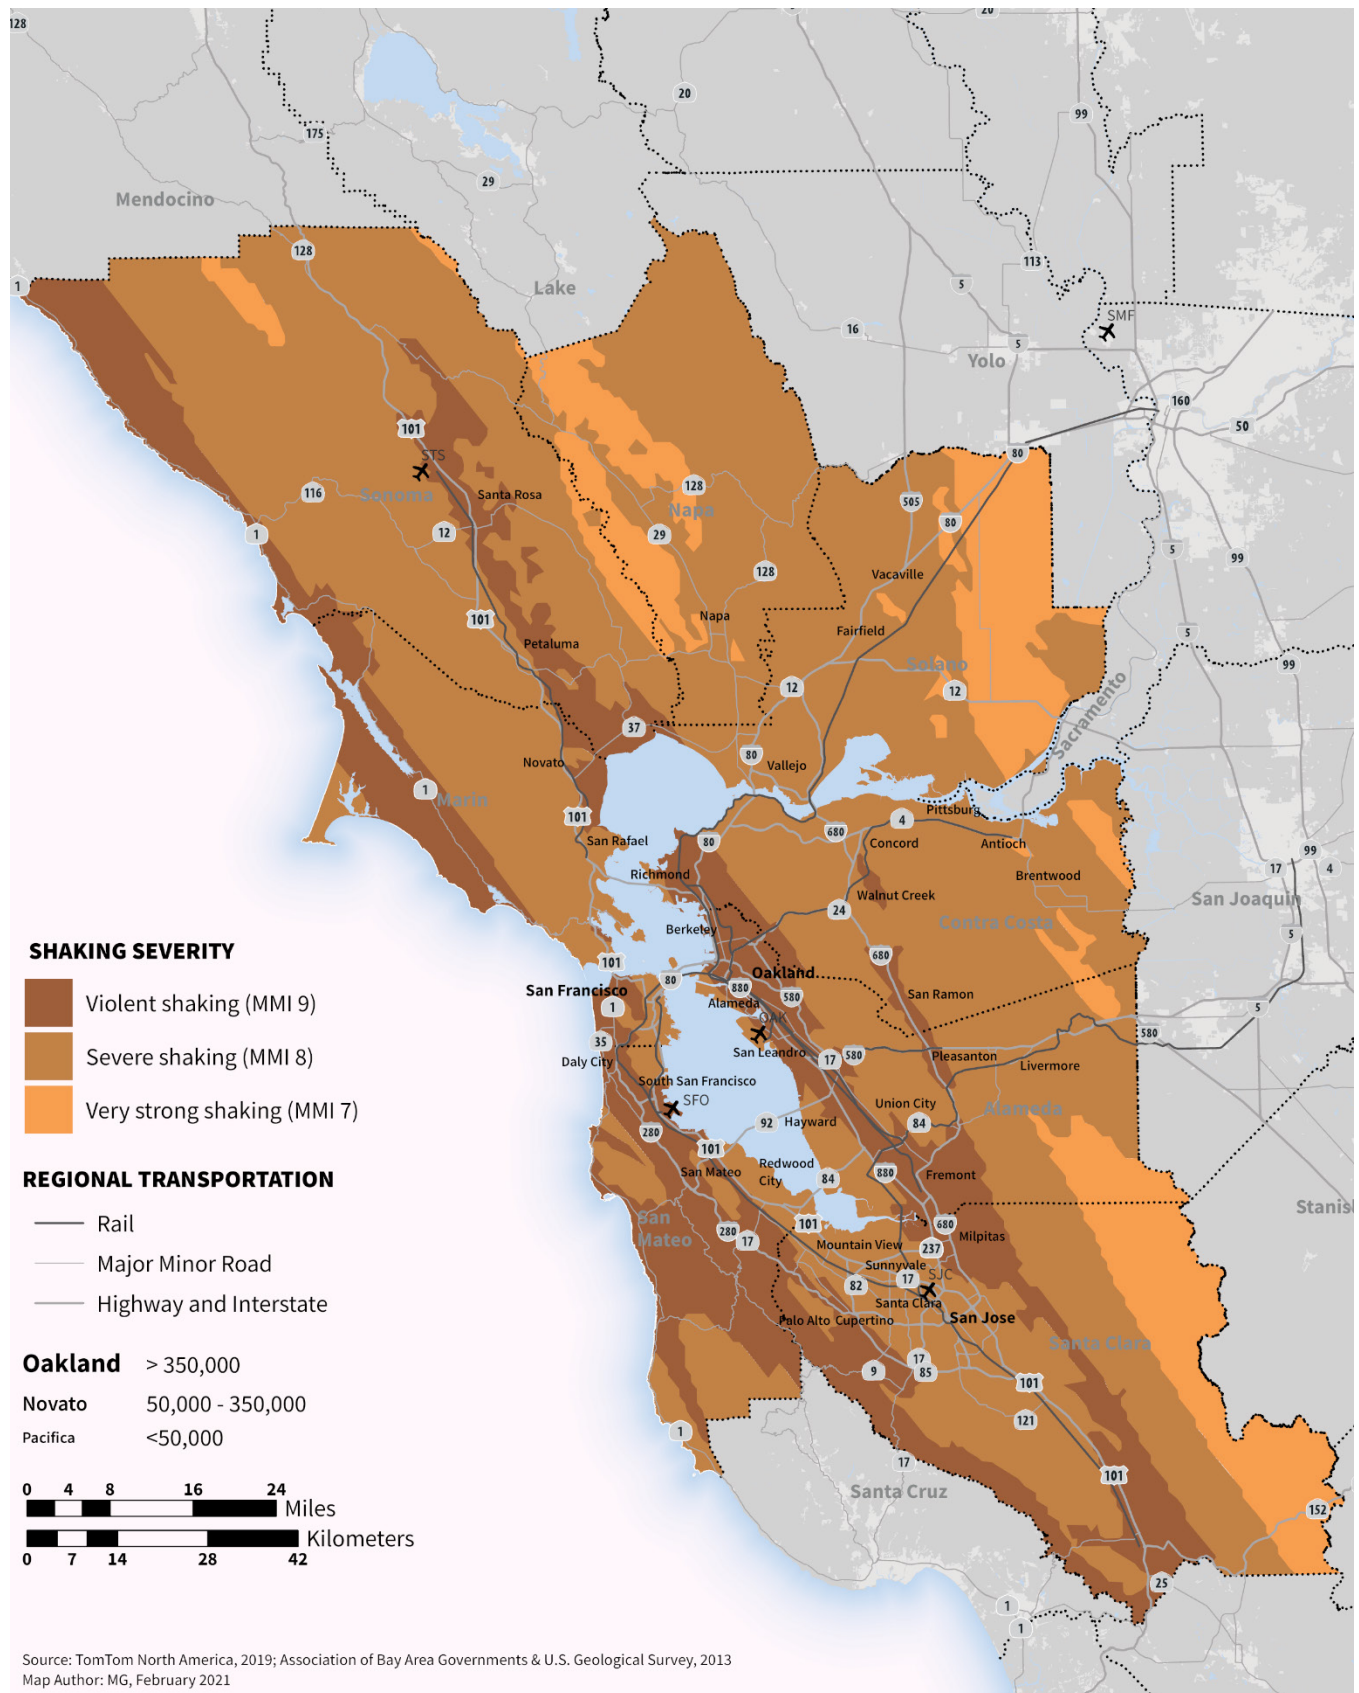 128
20
20
99
175
29
Mendocino
128
113
1
5
Lake
SMF
16
5
Yolo
160
50
101
80
STS
116
Sonoma
Santa Rosa
128
Napa
505
80
1
12
29
5
99
128
Vacaville
101
Napa
Fairfield
5
Petaluma
Solano
99
12
12
Sacramento
37
Novato
80
Vallejo
1
Marin
101
Pittsburg
4
680
San Rafael
80
Concord
Antioch
99
17
4
Richmond
Brentwood
Walnut Creek
San Joaquin
24
Contra Costa
Berkeley
5
SHAKING SEVERITY
680
101
80
Oakland
San Francisco
880
580
San Ramon
Violent shaking (MMI 9)
1
Alameda
5
OAK
580
35
San Leandro
17
580
Pleasanton
Severe shaking (MMI 8)
Daly City
Livermore
South San Francisco
SFO
Union City
Alameda
Very strong shaking (MMI 7)
92
Hayward
84
280
101
REGIONAL TRANSPORTATION
San Mateo
Redwood
City
84
880
Fremont
Rail
San
Mateo
280
17
101
680
Milpitas
Stanis
Major Minor Road
Mountain View
237
Sunnyvale
SJC
82
17
Highway and Interstate
Santa Clara
Palo Alto
Cupertino
San Jose
Santa Clara
Oakland > 350,000
9
17
85
101
Novato 50,000 - 350,000
121
Pacifica <50,000
1
17
101
0 4 8 16 24
Miles
Santa Cruz
152
Kilometers
0 7 14 28 42
25
1
1
Source: TomTom North America, 2019; Association of Bay Area Governments & U.S. Geological Survey, 2013
Map Author: MG, February 2021